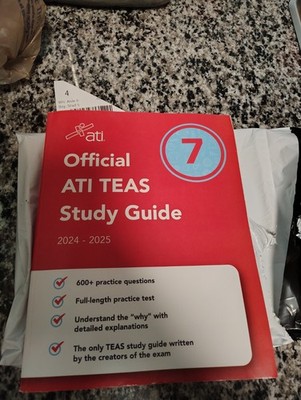 4
ati
7
Official
ATI TEAS
Study Guide
2024 - 2025
600+ practice questions
Full-length practice test
Understand the "why" with
detailed explanations
The only TEAS study guide written
by the creators of the exam